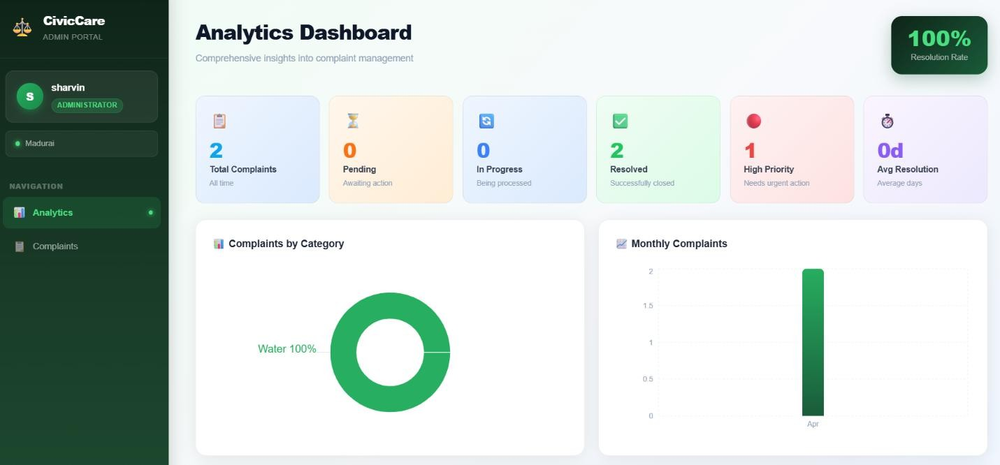 CivicCare
ADMIN PORTAL
S
sharvin
ADMINISTRATOR
Madurai
NAVIGATION
Analytics
Complaints
Analytics Dashboard
Comprehensive insights into complaint management
100%
Resolution Rate
2
Total Complaints
All time
0
Pending
Awaiting action
0
In Progress
Being processed
2
Resolved
Successfully closed
1
High Priority
Needs urgent action
0d
Avg Resolution
Average days
Complaints by Category
Water 100%
Monthly Complaints
2
1.5
1
0.5
0
Apr